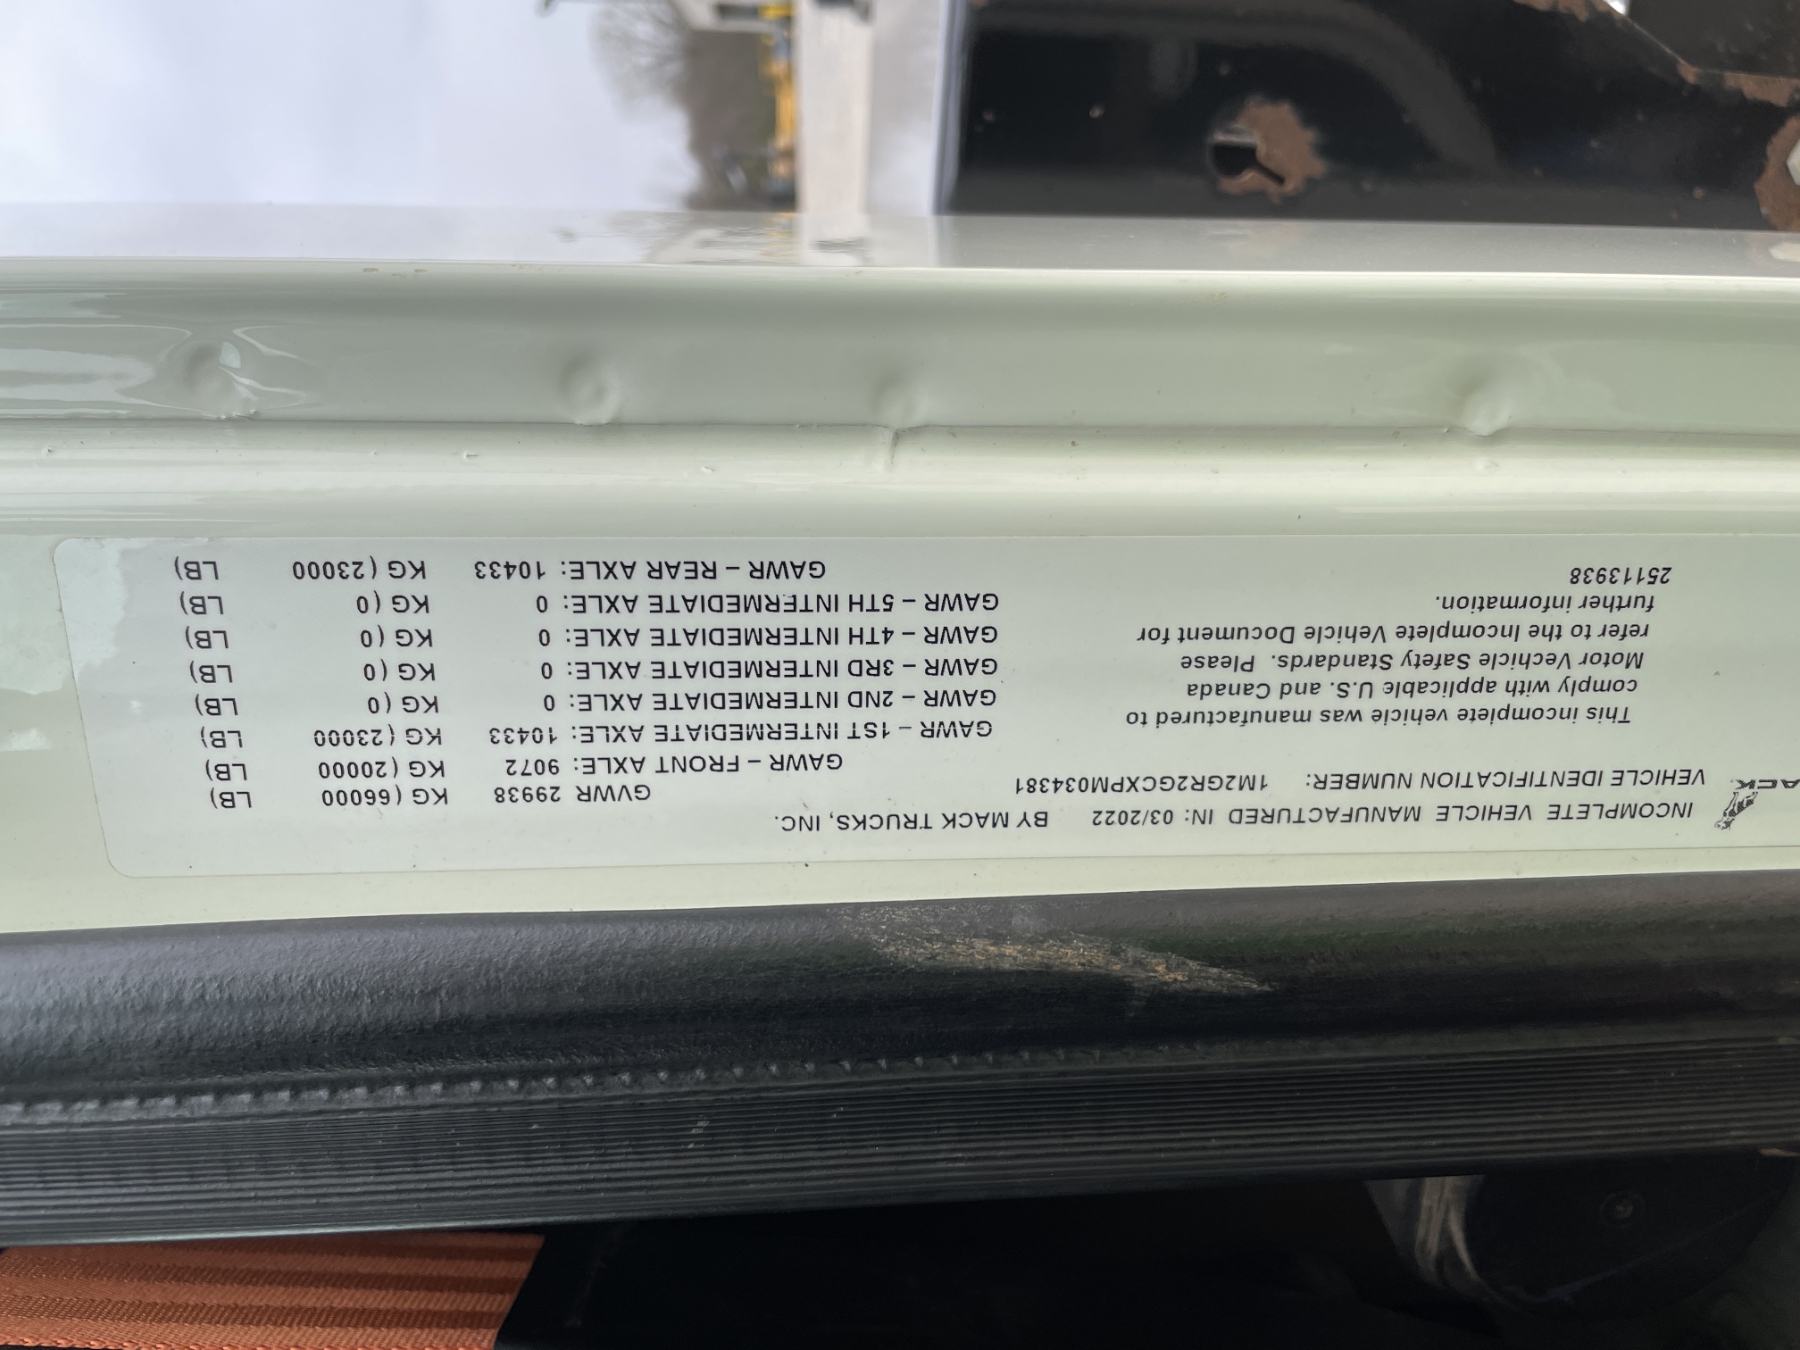 MACK
INCOMPLETE VEHICLE MANUFACTURED IN: 03/2022 BY MACK TRUCKS, INC.
VEHICLE IDENTIFICATION NUMBER: 1M2GR2GCXPM034381
This incomplete vehicle was manufactured to
comply with applicable U.S. and Canada
Motor Vechicle Safety Standards. Please
refer to the Incomplete Vehicle Document for
further information.
25113938
GVWR 29938 KG (66000 LB)
GAWR – FRONT AXLE: 9072 KG (20000 LB)
GAWR – 1ST INTERMEDIATE AXLE: 10433 KG (23000 LB)
GAWR – 2ND INTERMEDIATE AXLE: 0 KG (0 LB)
GAWR – 3RD INTERMEDIATE AXLE: 0 KG (0 LB)
GAWR – 4TH INTERMEDIATE AXLE: 0 KG (0 LB)
GAWR – 5TH INTERMEDIATE AXLE: 0 KG (0 LB)
GAWR – REAR AXLE: 10433 KG (23000 LB)